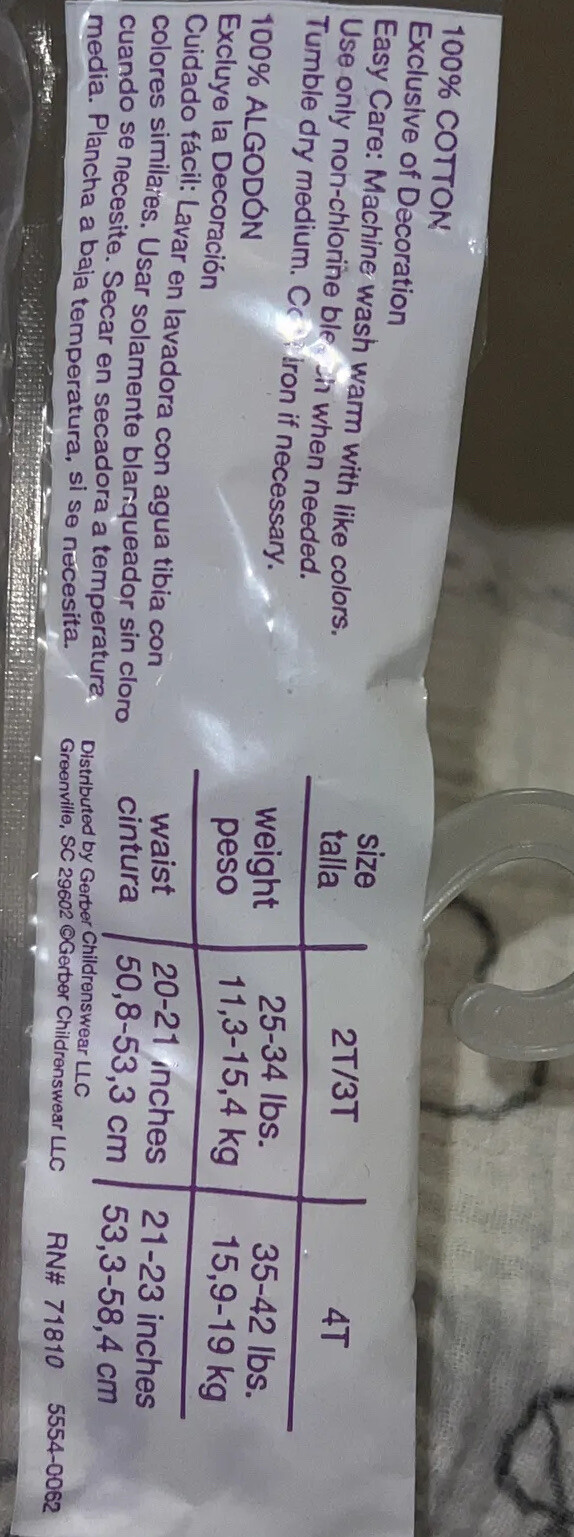 100% COTTON
Exclusive of Decoration
Easy Care: Machine wash warm with like colors.
Use only non-chlorine bleach when needed.
Tumble dry medium. Cool iron if necessary.
100% ALGODÓN
Excluye la Decoración
Cuidado fácil: Lavar en lavadora con agua tibia con
colores similares. Usar solamente blanqueador sin cloro
cuando se necesite. Secar en secadora a temperatura
media. Plancha a baja temperatura, si se necesita.
size 2T/3T 4T
talla
weight 25-34 lbs. 35-42 lbs.
peso 11,3-15,4 kg 15,9-19 kg
waist 20-21 inches 21-23 inches
cintura 50,8-53,3 cm 53,3-58,4 cm
Distributed by Gerber Childrenswear LLC
Greenville, SC 29602 ©Gerber Childrenswear LLC RN# 71810 5554-0062